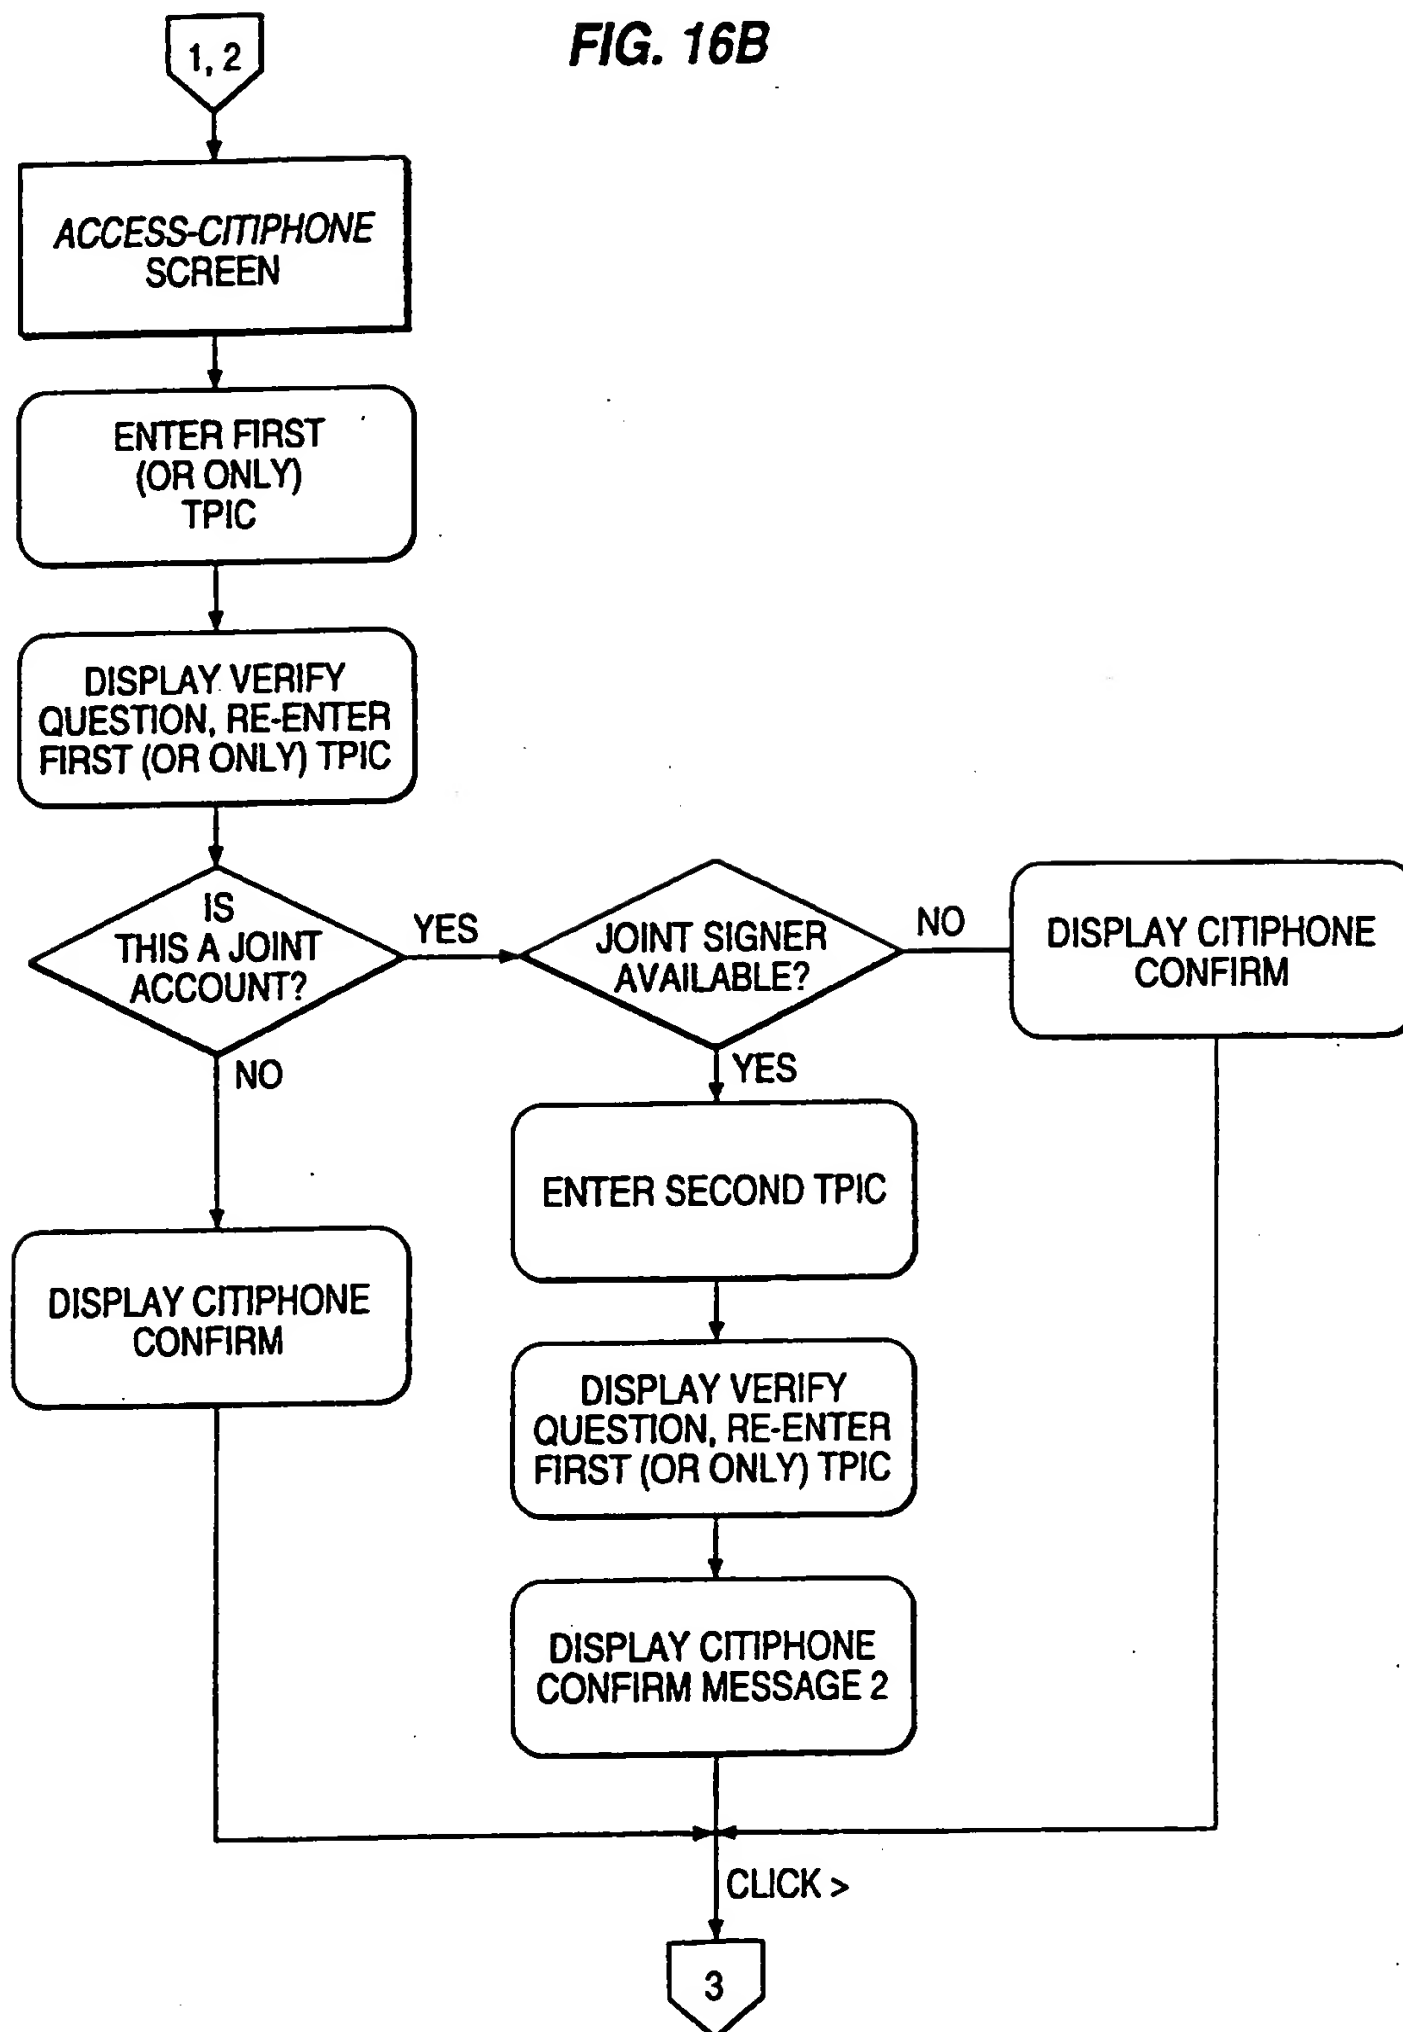 FIG. 16B
1, 2
ACCESS-CITIPHONE
SCREEN
ENTER FIRST
(OR ONLY)
TPIC
DISPLAY VERIFY
QUESTION, RE-ENTER
FIRST (OR ONLY) TPIC
IS
THIS A JOINT
ACCOUNT?
YES
JOINT SIGNER
AVAILABLE?
NO
DISPLAY CITIPHONE
CONFIRM
NO
YES
ENTER SECOND TPIC
DISPLAY CITIPHONE
CONFIRM
DISPLAY VERIFY
QUESTION, RE-ENTER
FIRST (OR ONLY) TPIC
DISPLAY CITIPHONE
CONFIRM MESSAGE 2
CLICK >
3